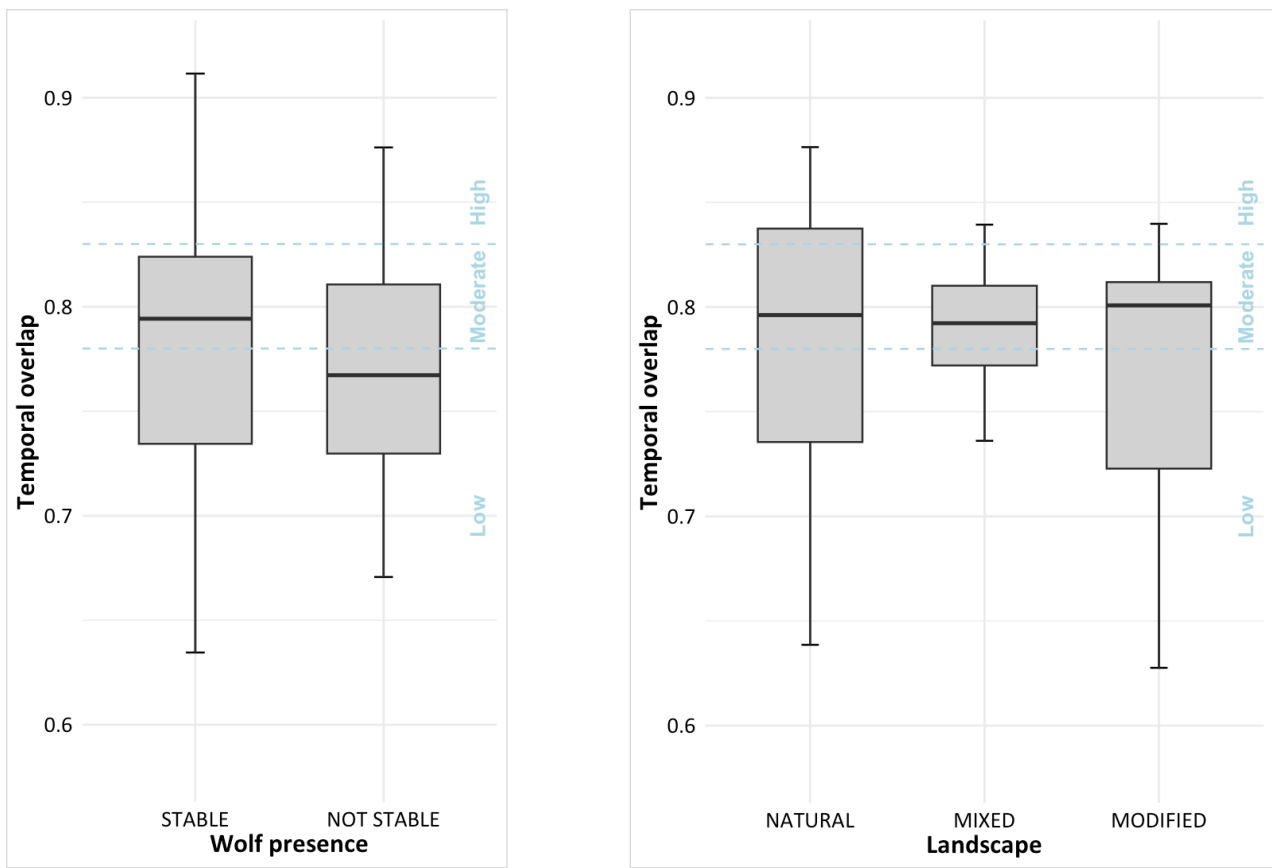 0.9
0.8
0.7
0.6
Temporal overlap
High
Moderate
Low
STABLE NOT STABLE
Wolf presence
0.9
0.8
0.7
0.6
Temporal overlap
High
Moderate
Low
NATURAL MIXED MODIFIED
Landscape